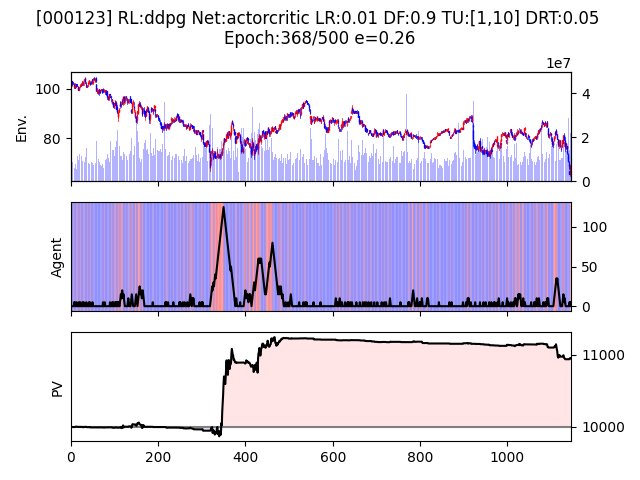 [000123] RL:ddpg Net:actorcritic LR:0.01 DF:0.9 TU:[1,10] DRT:0.05
Epoch:368/500 e=0.26
1e7
100
80
Env.
4
2
0
Agent
100
50
0
PV
11000
10000
0 200 400 600 800 1000